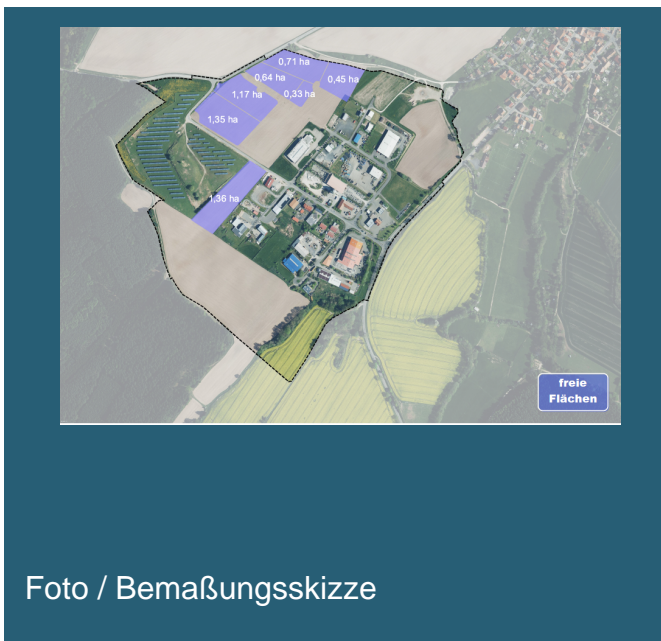 0,71 ha
0,64 ha
0,45 ha
1,17 ha
0,33 ha
1,35 ha
1,36 ha
freie
Flächen
Foto / Bemaßungsskizze